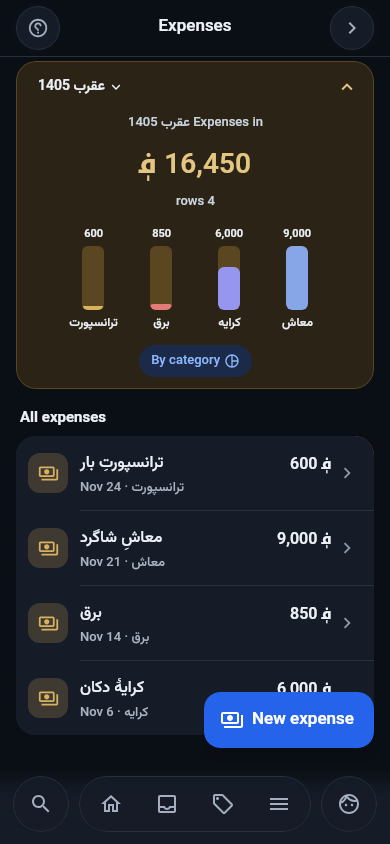 Expenses
عقرب 1405
Expenses in عقرب 1405
؋ 16,450
4 rows
600 850 6,000 9,000
ترانسپورت برق کرایه معاش
By category
All expenses
ترانسپورتِ بار
؋ 600
Nov 24 · ترانسپورت
معاشِ شاگرد
؋ 9,000
Nov 21 · معاش
برق
؋ 850
Nov 14 · برق
کرایهٔ دکان
؋ 6,000
Nov 6 · کرایه
New expense